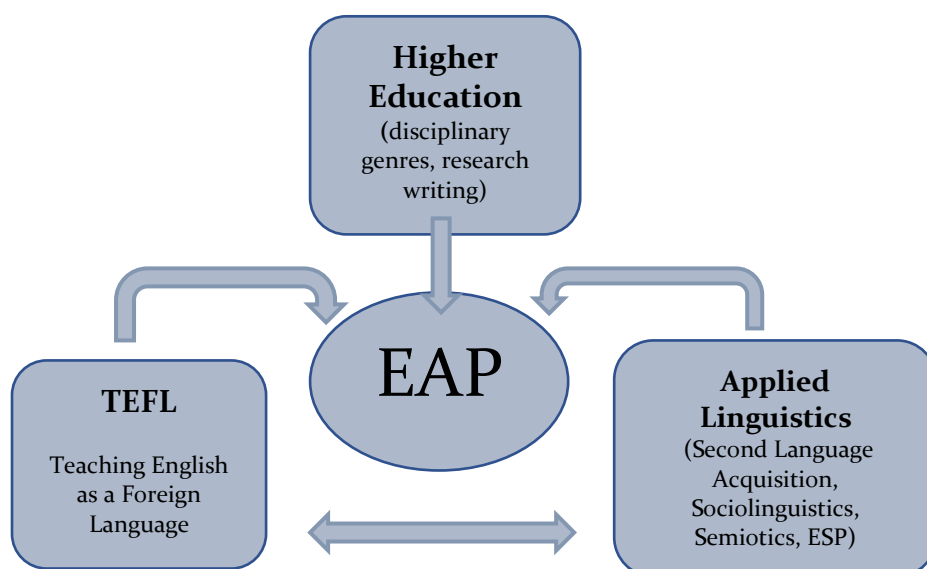 Higher
Education
(disciplinary
genres, research
writing)
EAP
TEFL
Teaching English
as a Foreign
Language
Applied
Linguistics
(Second Language
Acquisition,
Sociolinguistics,
Semiotics, ESP)